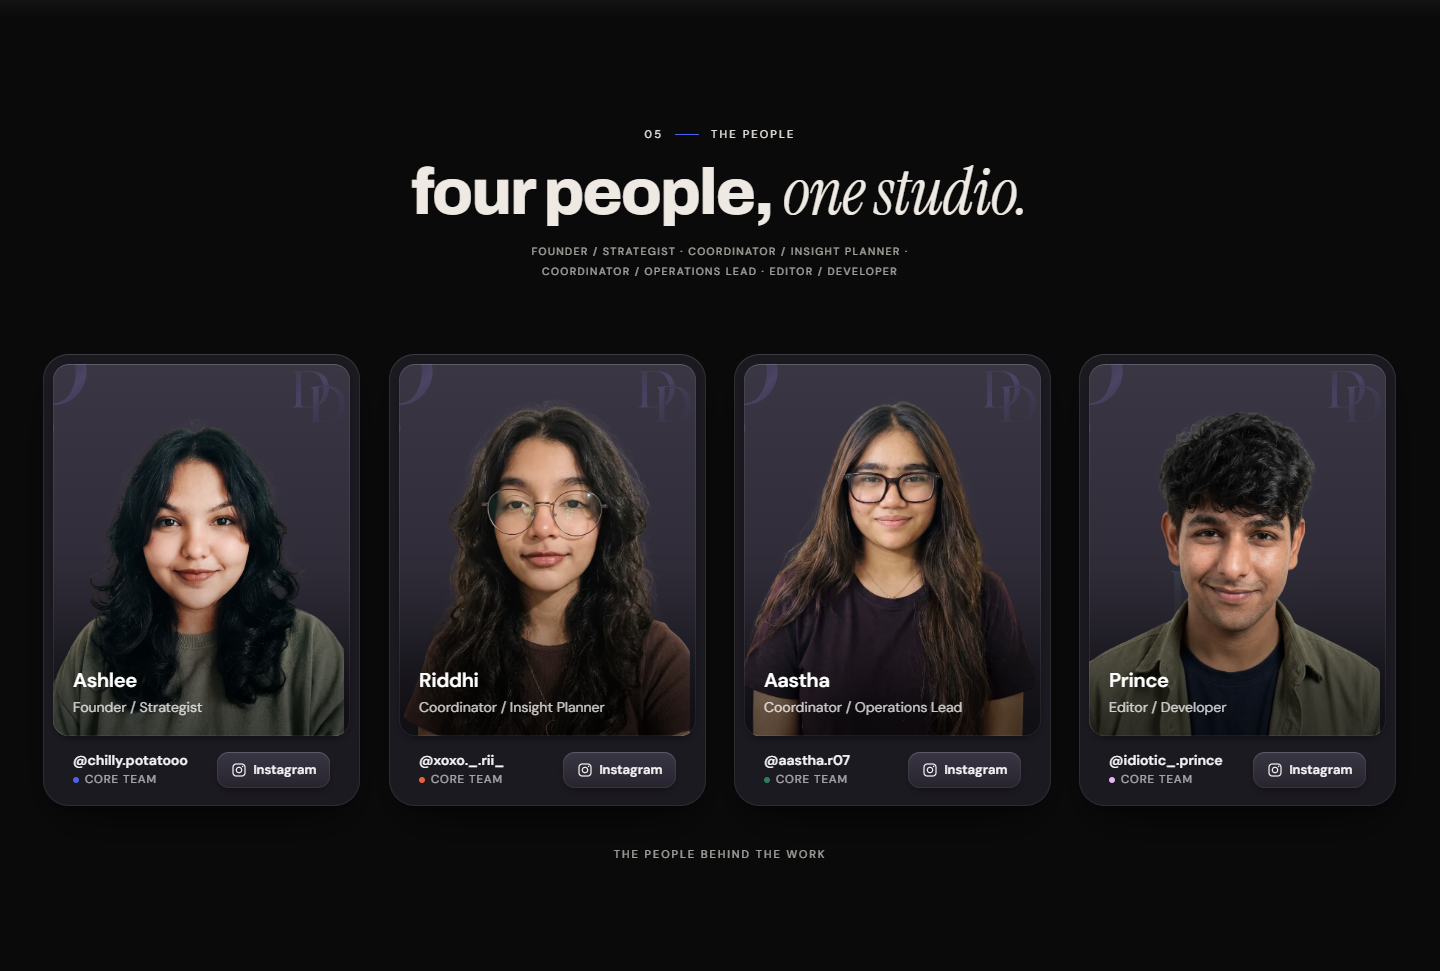 05 THE PEOPLE
four people, one studio.
FOUNDER / STRATEGIST · COORDINATOR / INSIGHT PLANNER ·
COORDINATOR / OPERATIONS LEAD · EDITOR / DEVELOPER
Ashlee
Founder / Strategist
@chilly.potatooo
CORE TEAM
Instagram
Riddhi
Coordinator / Insight Planner
@xoxo._.rii_
CORE TEAM
Instagram
Aastha
Coordinator / Operations Lead
@aastha.r07
CORE TEAM
Instagram
Prince
Editor / Developer
@idiotic_.prince
CORE TEAM
Instagram
THE PEOPLE BEHIND THE WORK